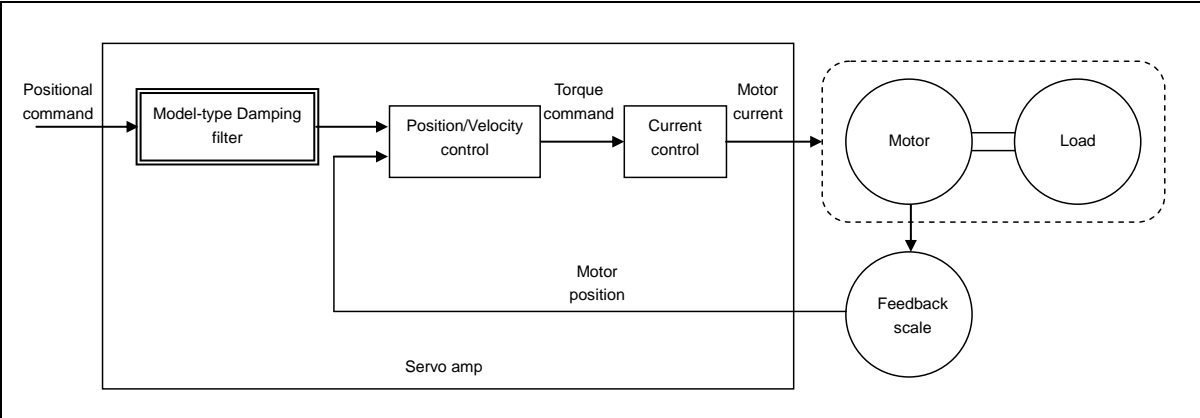 Positional
command
Model-type Damping
filter
Position/Velocity
control
Torque
command
Current
control
Motor
current
Motor
Load
Motor
position
Feedback
scale
Servo amp